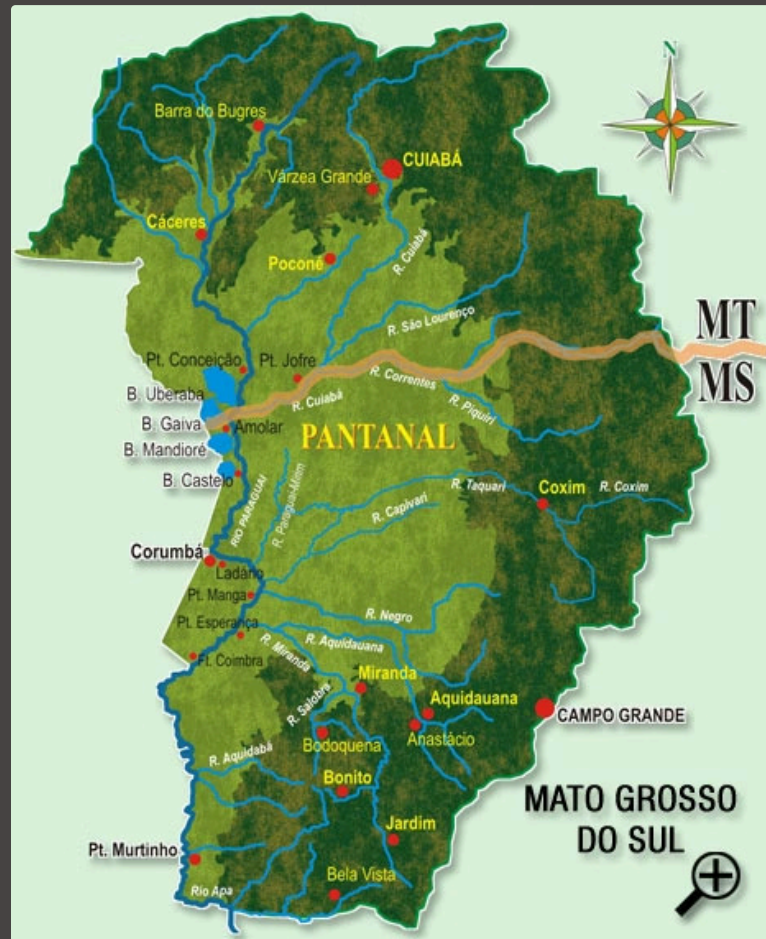 N
Barra do Bugres
CUIABÁ
Várzea Grande
Cáceres
Poconé
R. Cuiabá
R. São Lourenço
MT
MS
Pt. Conceição
Pt. Jofre
R. Correntes
B. Uberaba
R. Cuiabá
R. Piquiri
B. Gaiva
Amolar
PANTANAL
B. Mandioré
B. Castelo
RIO PARAGUAI
R. Paraguai-Mirim
R. Taquari
Coxim
R. Coxim
R. Capivari
Corumbá
Ladário
Pt. Manga
R. Negro
Pt. Esperança
R. Aquidauana
R. Miranda
Ft. Coimbra
Miranda
R. Salobra
Aquidauana
CAMPO GRANDE
Anastácio
Bodoquena
R. Aquidabá
Bonito
MATO GROSSO
DO SUL
Jardim
Pt. Murtinho
Bela Vista
Rio Apa